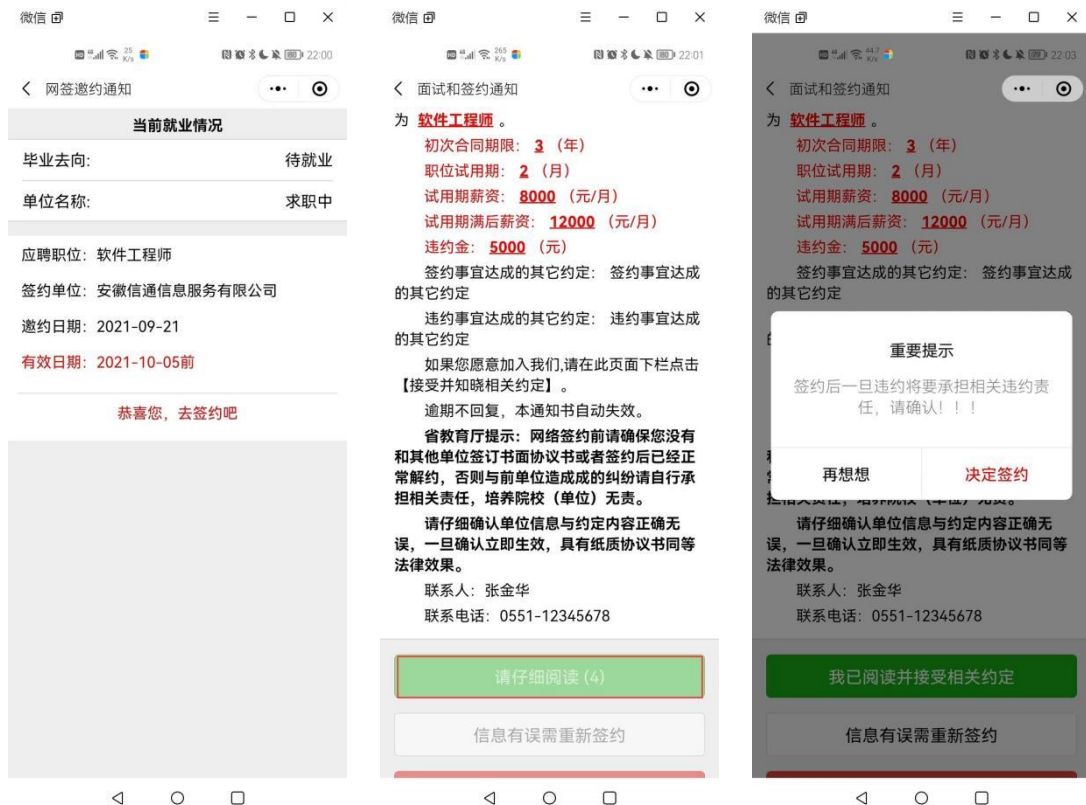 微信
HD 4G 25 K/s 80 22:00
网签邀约通知
当前就业情况
毕业去向: 待就业
单位名称: 求职中
应聘职位: 软件工程师
签约单位: 安徽信通信息服务有限公司
邀约日期: 2021-09-21
有效日期: 2021-10-05前
恭喜您，去签约吧
微信
265 K/s 80 22:01
面试和签约通知
为 软件工程师 。
初次合同期限: 3 （年）
职位试用期: 2 （月）
试用期薪资: 8000 （元/月）
试用期满后薪资: 12000 （元/月）
违约金: 5000 （元）
签约事宜达成的其它约定: 签约事宜达成
的其它约定
违约事宜达成的其它约定: 违约事宜达成
的其它约定
如果您愿意加入我们,请在此页面下栏点击
【接受并知晓相关约定】。
逾期不回复，本通知书自动失效。
省教育厅提示：网络签约前请确保您没有
和其他单位签订书面协议书或者签约后已经正
常解约，否则与前单位造成成的纠纷请自行承
担相关责任，培养院校（单位）无责。
请仔细确认单位信息与约定内容正确无
误，一旦确认立即生效，具有纸质协议书同等
法律效果。
联系人: 张金华
联系电话: 0551-12345678
请仔细阅读 (4)
信息有误需重新签约
微信
44.7 K/s 80 22:03
面试和签约通知
为 软件工程师 。
初次合同期限: 3 （年）
职位试用期: 2 （月）
试用期薪资: 8000 （元/月）
试用期满后薪资: 12000 （元/月）
违约金: 5000 （元）
签约事宜达成的其它约定: 签约事宜达成
的其它约定
重要提示
签约后一旦违约将要承担相关违约责
任，请确认！！！
再想想 决定签约
请仔细确认单位信息与约定内容正确无
误，一旦确认立即生效，具有纸质协议书同等
法律效果。
联系人: 张金华
联系电话: 0551-12345678
我已阅读并接受相关约定
信息有误需重新签约